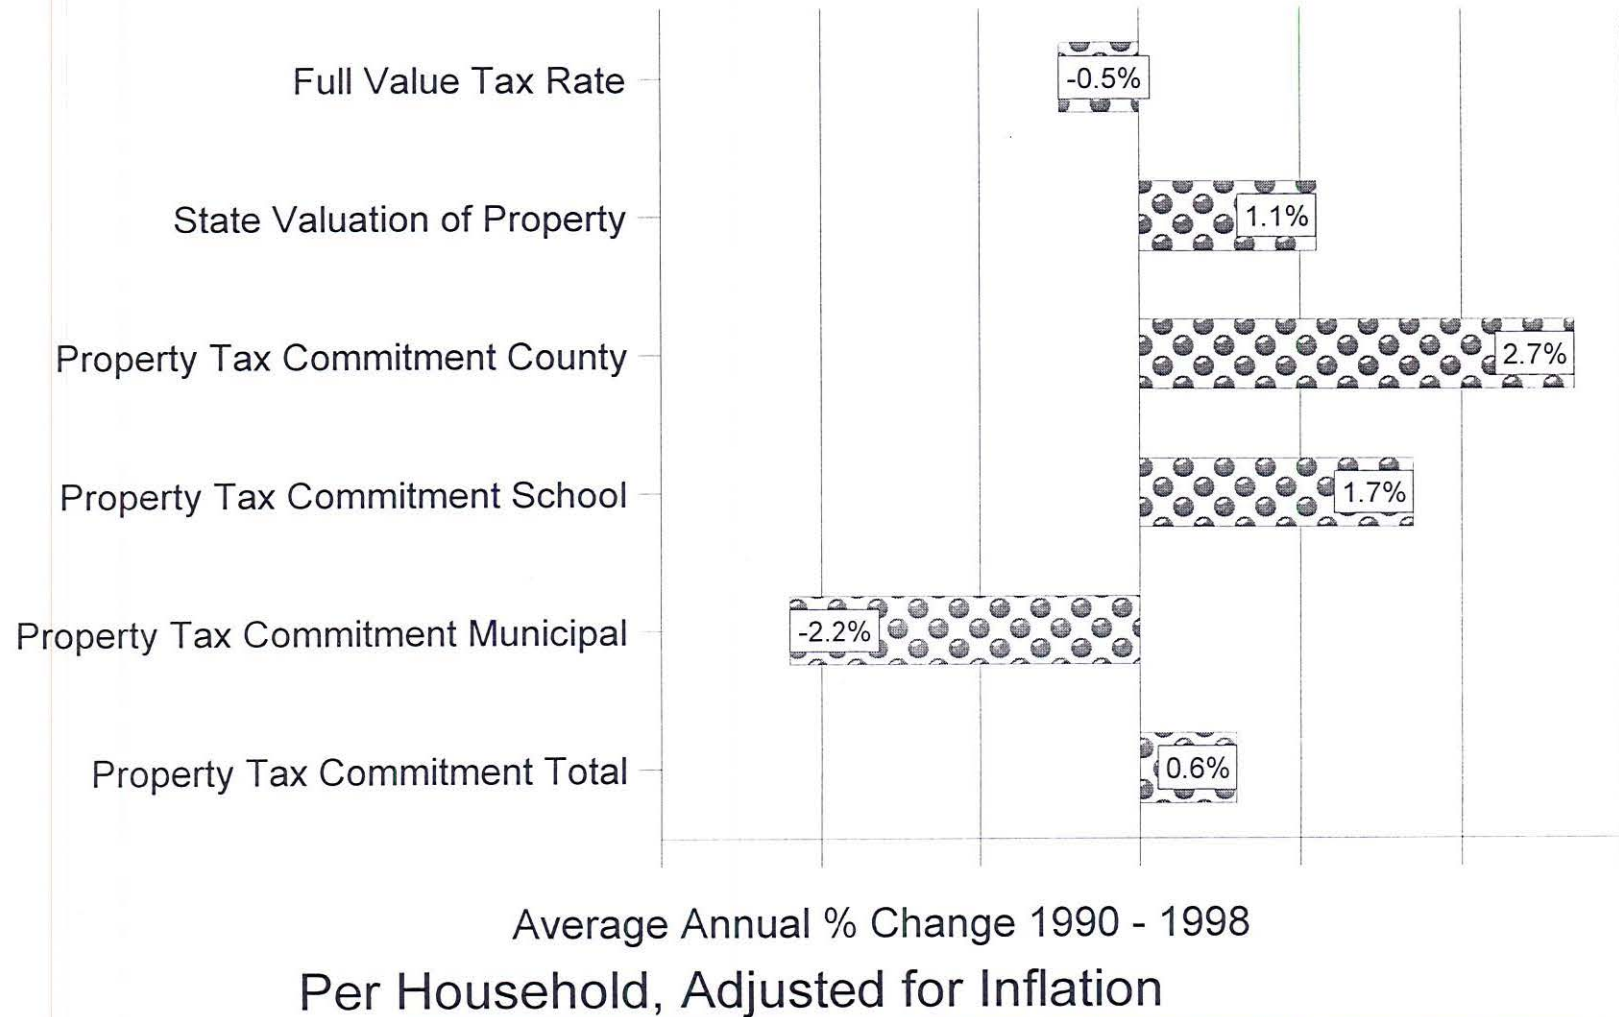 Full Value Tax Rate -0.5%
State Valuation of Property 1.1%
Property Tax Commitment County 2.7%
Property Tax Commitment School 1.7%
Property Tax Commitment Municipal -2.2%
Property Tax Commitment Total 0.6%
Average Annual % Change 1990 - 1998
Per Household, Adjusted for Inflation